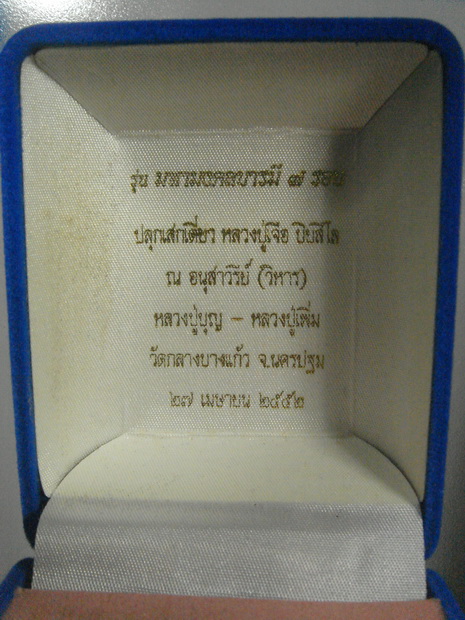 รุ่น มหามงคลบารมี ๗ รอบ
ปลุกเสกเดี่ยว หลวงปู่เจือ ปิยสีโล
ณ อนุสาวรีย์ (วิหาร)
หลวงปู่บุญ – หลวงปู่เพิ่ม
วัดกลางบางแก้ว จ.นครปฐม
๒๗ เมษายน ๒๕๕๒